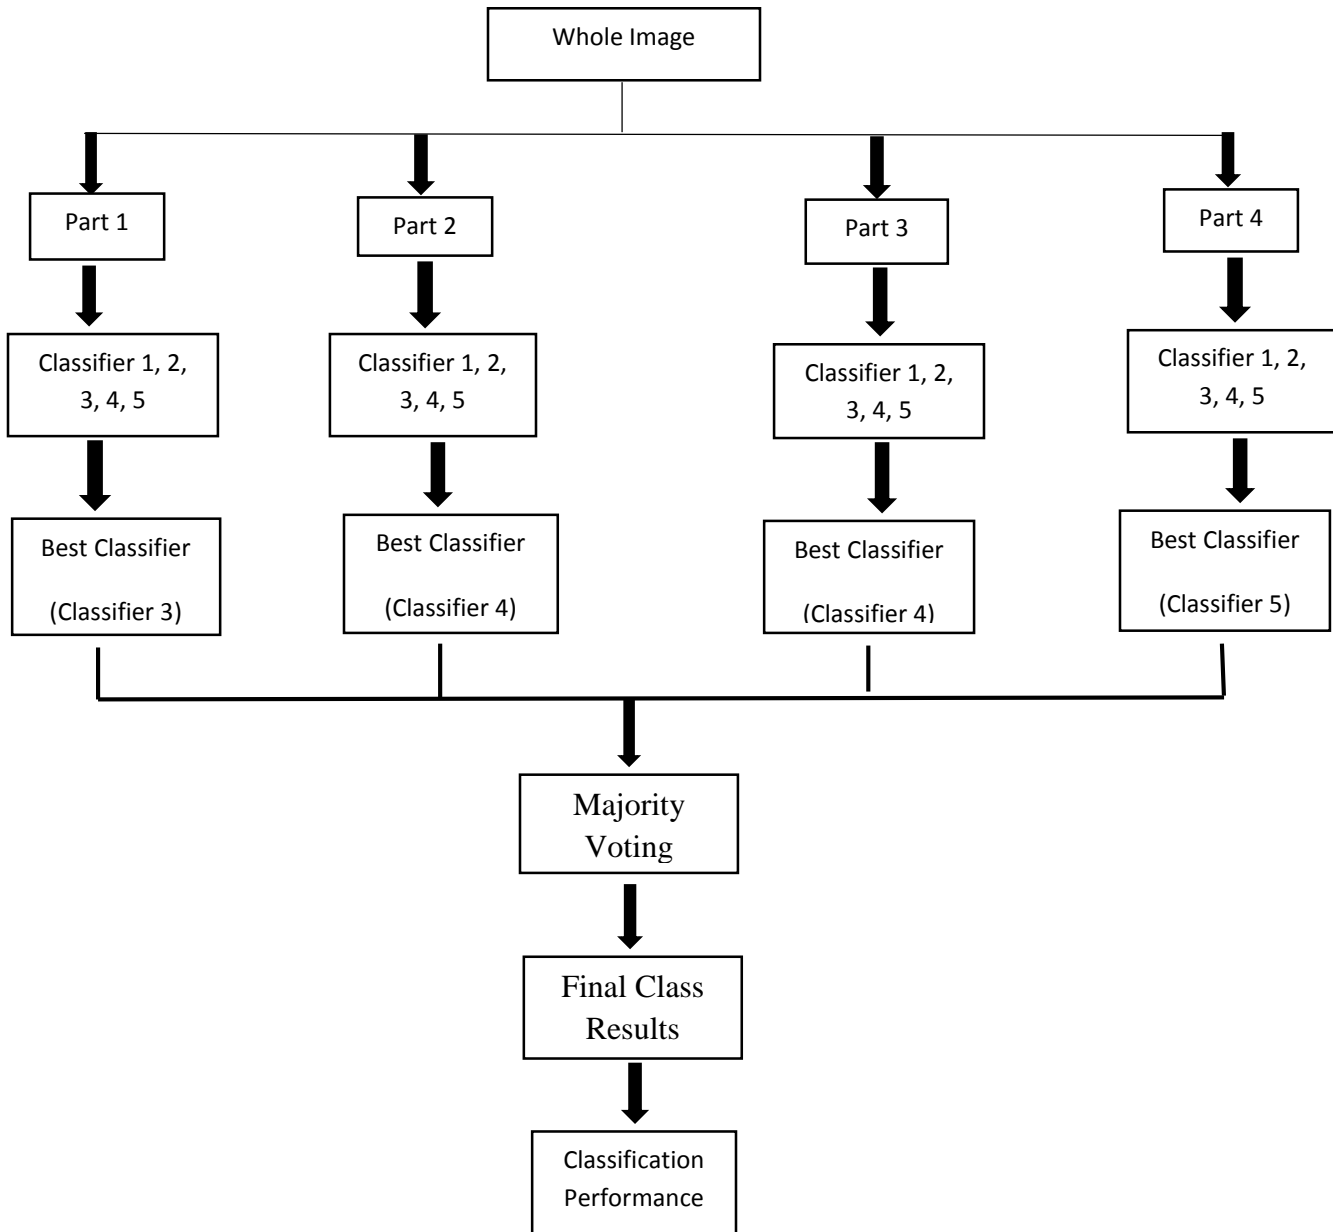 Whole Image
Part 1
Part 2
Part 3
Part 4
Classifier 1, 2,
3, 4, 5
Classifier 1, 2,
3, 4, 5
Classifier 1, 2,
3, 4, 5
Classifier 1, 2,
3, 4, 5
Best Classifier
(Classifier 3)
Best Classifier
(Classifier 4)
Best Classifier
(Classifier 4)
Best Classifier
(Classifier 5)
Majority
Voting
Final Class
Results
Classification
Performance